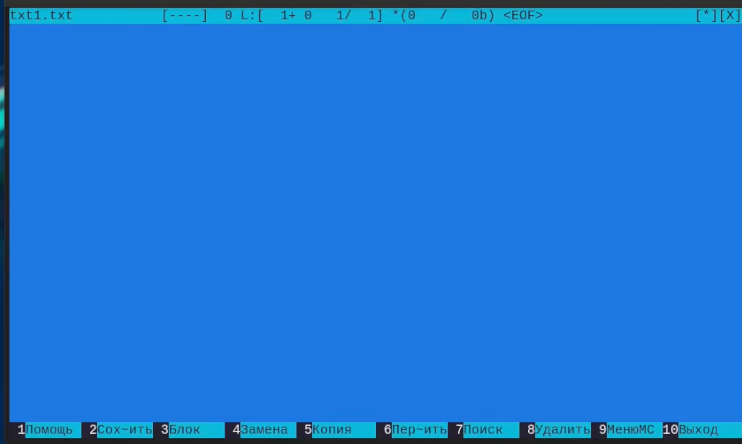 txt1.txt [----] 0 L:[ 1+ 0 1/ 1] *(0 / 0b) <EOF> [*][X]
1Помощь 2Сох~ить 3Блок 4Замена 5Копия 6Пер~ить 7Поиск 8Удалить 9МенюМС 10Выход